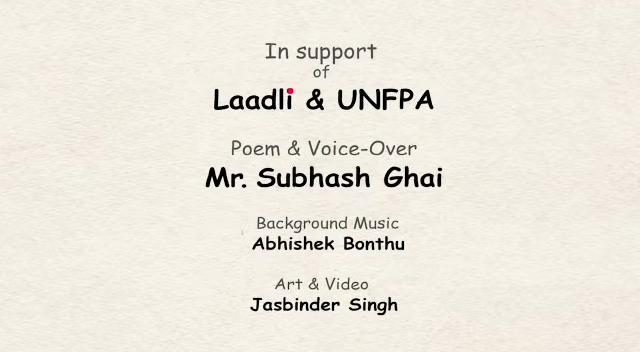 In support
of
Laadli & UNFPA
Poem & Voice-Over
Mr. Subhash Ghai
Background Music
Abhishek Bonthu
Art & Video
Jasbinder Singh